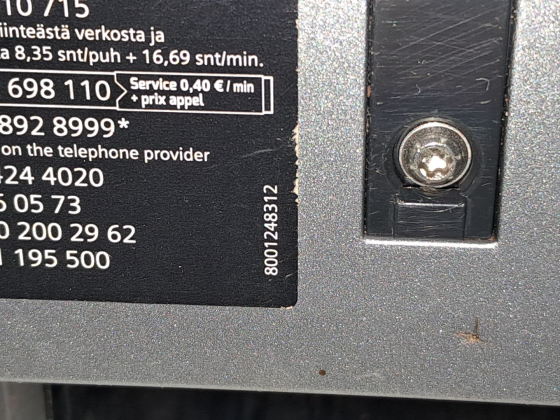 10 715
iinteästä verkosta ja
a 8,35 snt/puh + 16,69 snt/min.
698 110 Service 0,40 € / min
+ prix appel
892 8999*
on the telephone provider
424 4020
6 05 73
0 200 29 62
195 500
8001248312